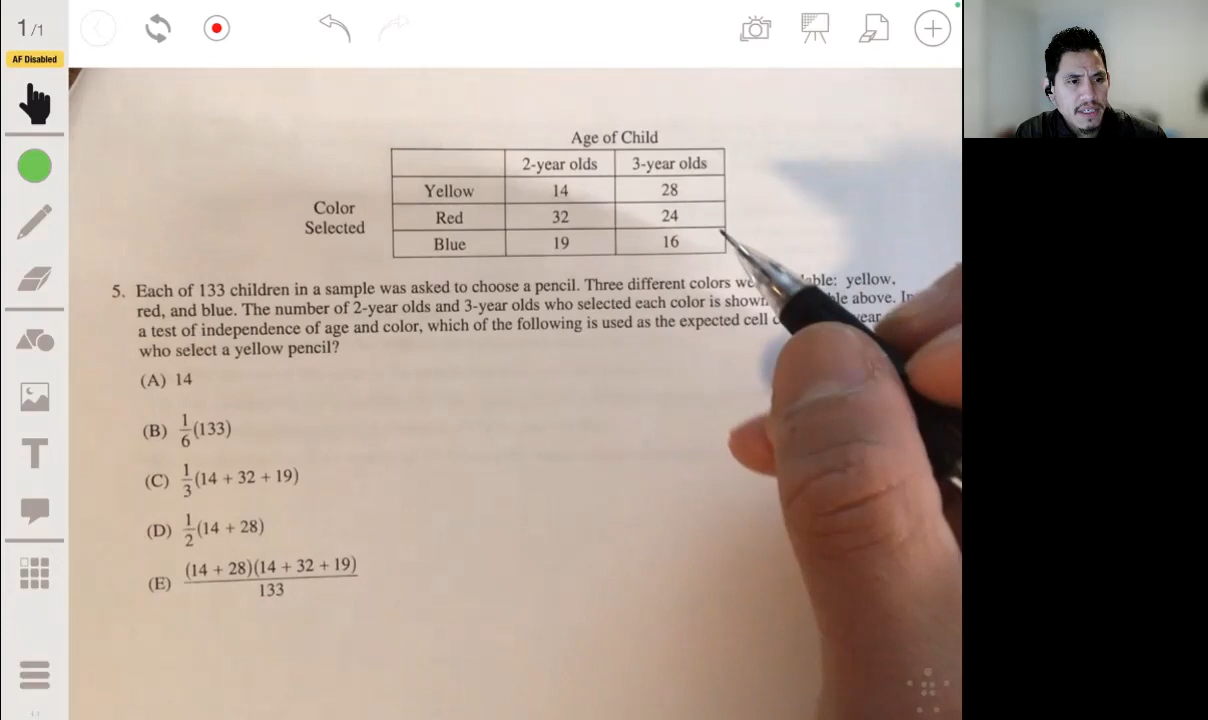 1/1
AF Disabled
T
Age of Child
2-year olds 3-year olds
Yellow 14 28
Color Selected
Red 32 24
Blue 19 16
5. Each of 133 children in a sample was asked to choose a pencil. Three different colors able: yellow,
red, and blue. The number of 2-year olds and 3-year olds who selected each color is le above.
a test of independence of age and color, which of the following is used as the expected cell
who select a yellow pencil?
(A) 14
(B) 1/6(133)
(C) 1/3(14 + 32 + 19)
(D) 1/2(14 + 28)
(E) (14 + 28)(14 + 32 + 19)/133